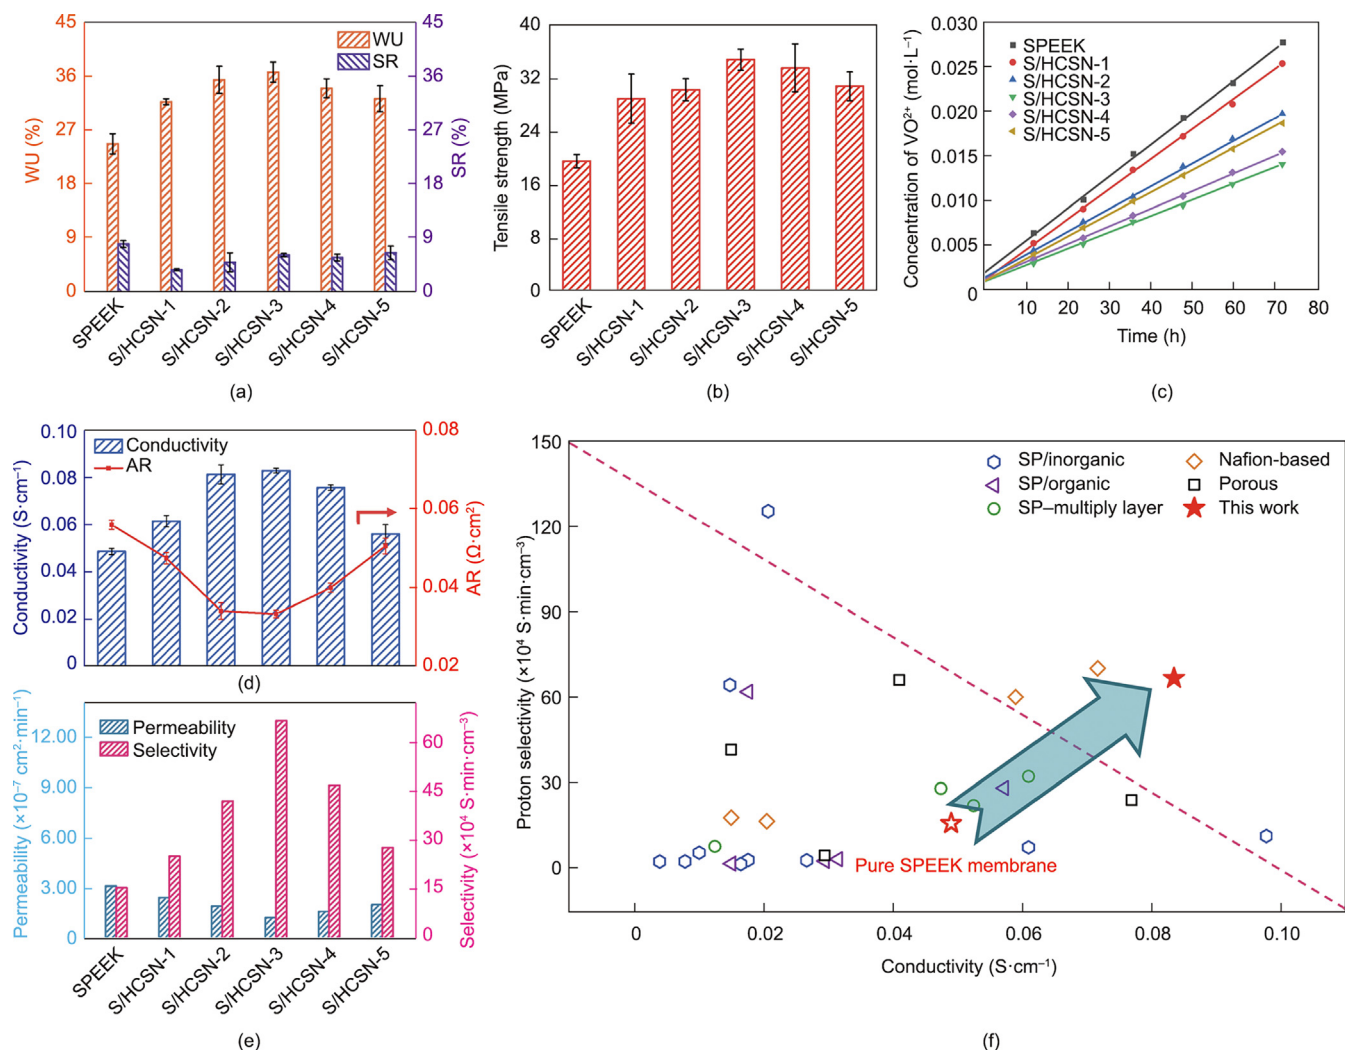 45
36
27
18
9
0
WU (%)
WU
SR
45
36
27
18
9
0
SR (%)
SPEEK
S/HCSN-1
S/HCSN-2
S/HCSN-3
S/HCSN-4
S/HCSN-5
(a)
40
32
24
16
8
0
Tensile strength (MPa)
SPEEK
S/HCSN-1
S/HCSN-2
S/HCSN-3
S/HCSN-4
S/HCSN-5
(b)
0.030
0.025
0.020
0.015
0.010
0.005
0
Concentration of VO²⁺ (mol·L⁻¹)
SPEEK
S/HCSN-1
S/HCSN-2
S/HCSN-3
S/HCSN-4
S/HCSN-5
10 20 30 40 50 60 70 80
Time (h)
(c)
0.10
0.08
0.06
0.04
0.02
0
Conductivity (S·cm⁻¹)
Conductivity
AR
0.08
0.06
0.04
0.02
AR (Ω·cm²)
(d)
12.00
9.00
6.00
3.00
0
Permeability (×10⁻⁷ cm²·min⁻¹)
Permeability
Selectivity
60
45
30
15
0
Selectivity (×10⁴ S·min·cm⁻³)
SPEEK
S/HCSN-1
S/HCSN-2
S/HCSN-3
S/HCSN-4
S/HCSN-5
(e)
150
120
90
60
30
0
Proton selectivity (×10⁴ S·min·cm⁻³)
SP/inorganic
SP/organic
SP–multiply layer
Nafion-based
Porous
This work
Pure SPEEK membrane
0 0.02 0.04 0.06 0.08 0.10
Conductivity (S·cm⁻¹)
(f)